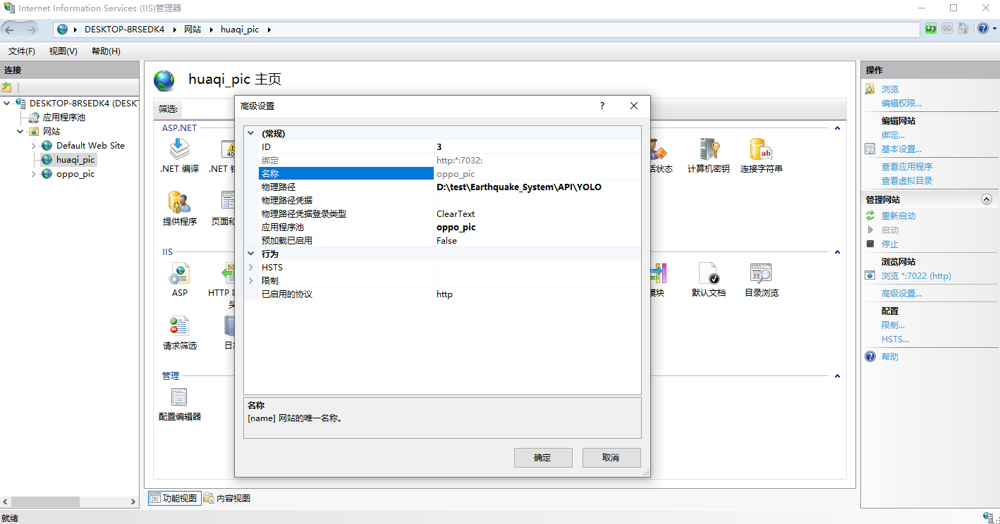 Internet Information Services (IIS)管理器
DESKTOP-8RSEDK4 网站 huaqi_pic
文件(F) 视图(V) 帮助(H)
连接
DESKTOP-8RSEDK4 (DESKT
应用程序池
网站
Default Web Site
huaqi_pic
oppo_pic
huaqi_pic 主页
筛选:
ASP.NET
.NET 编译
.NET
计算机密钥
连接字符串
提供程序
IIS
ASP
HTTP
默认文档
目录浏览
请求筛选
管理
配置编辑器
高级设置
?
(常规)
ID 3
绑定 http:*:7032:
名称 oppo_pic
物理路径 D:\test\Earthquake_System\API\YOLO
物理路径凭据
物理路径凭据登录类型 ClearText
应用程序池 oppo_pic
预加载已启用 False
行为
HSTS
限制
已启用的协议 http
名称
[name] 网站的唯一名称。
确定 取消
功能视图 内容视图
操作
浏览
编辑权限...
编辑网站
绑定...
基本设置...
查看应用程序
查看虚拟目录
管理网站
重新启动
启动
停止
浏览网站
浏览 *:7022 (http)
高级设置...
配置
限制...
HSTS...
帮助
就绪